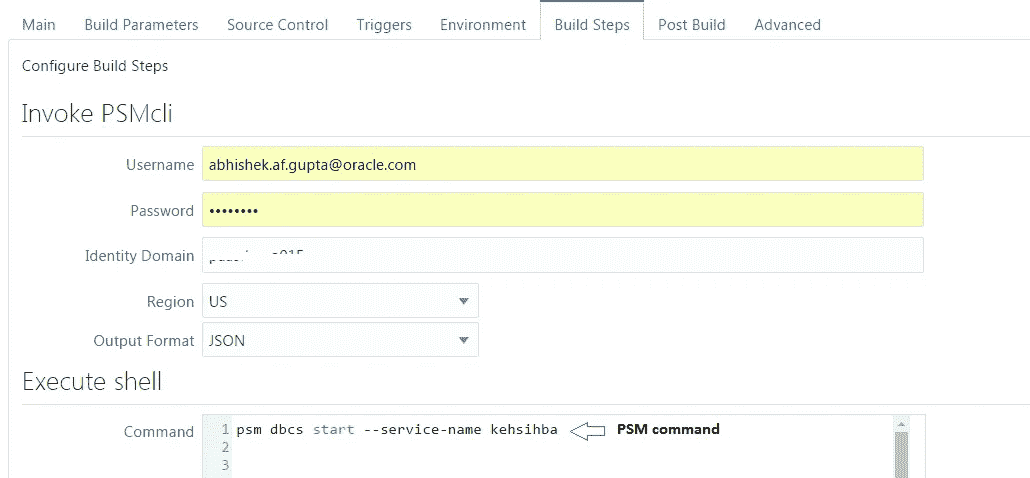 Main Build Parameters Source Control Triggers Environment Build Steps Post Build Advanced
Configure Build Steps
Invoke PSMcli
Username abhishek.af.gupta@oracle.com
Password ••••••••
Identity Domain
Region US
Output Format JSON
Execute shell
Command 1 psm dbcs start --service-name kehsihba PSM command
2
3